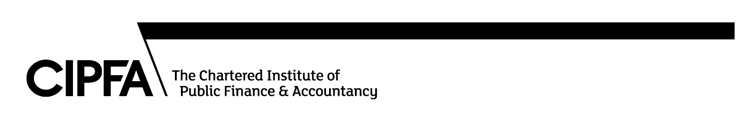 CIPFA
The Chartered Institute of
Public Finance & Accountancy